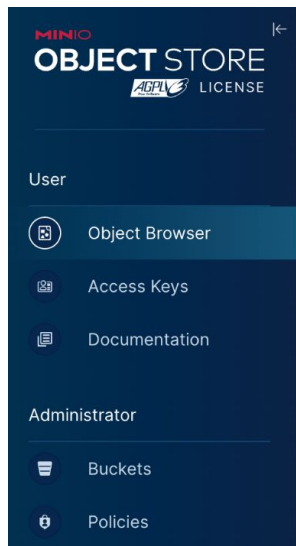 MINIO
OBJECT STORE
AGPLV3 LICENSE
User
Object Browser
Access Keys
Documentation
Administrator
Buckets
Policies